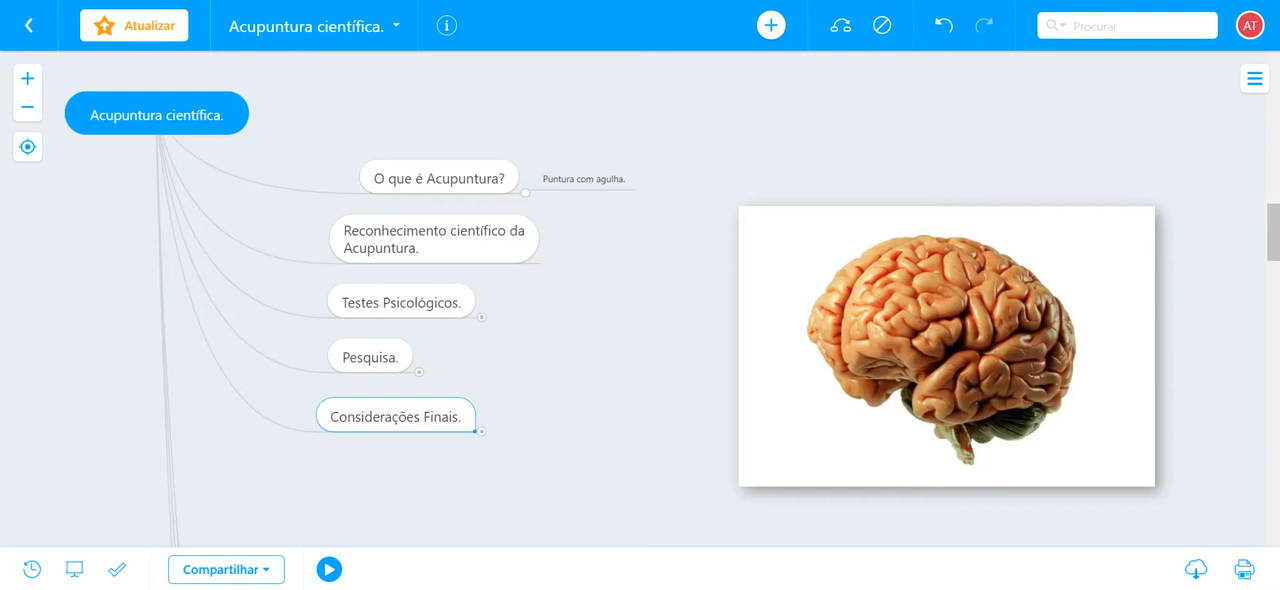 Atualizar
Acupuntura científica.
Procurar
AT
Acupuntura científica.
O que é Acupuntura?
Puntura com agulha.
Reconhecimento científico da
Acupuntura.
Testes Psicológicos.
Pesquisa.
Considerações Finais.
Compartilhar